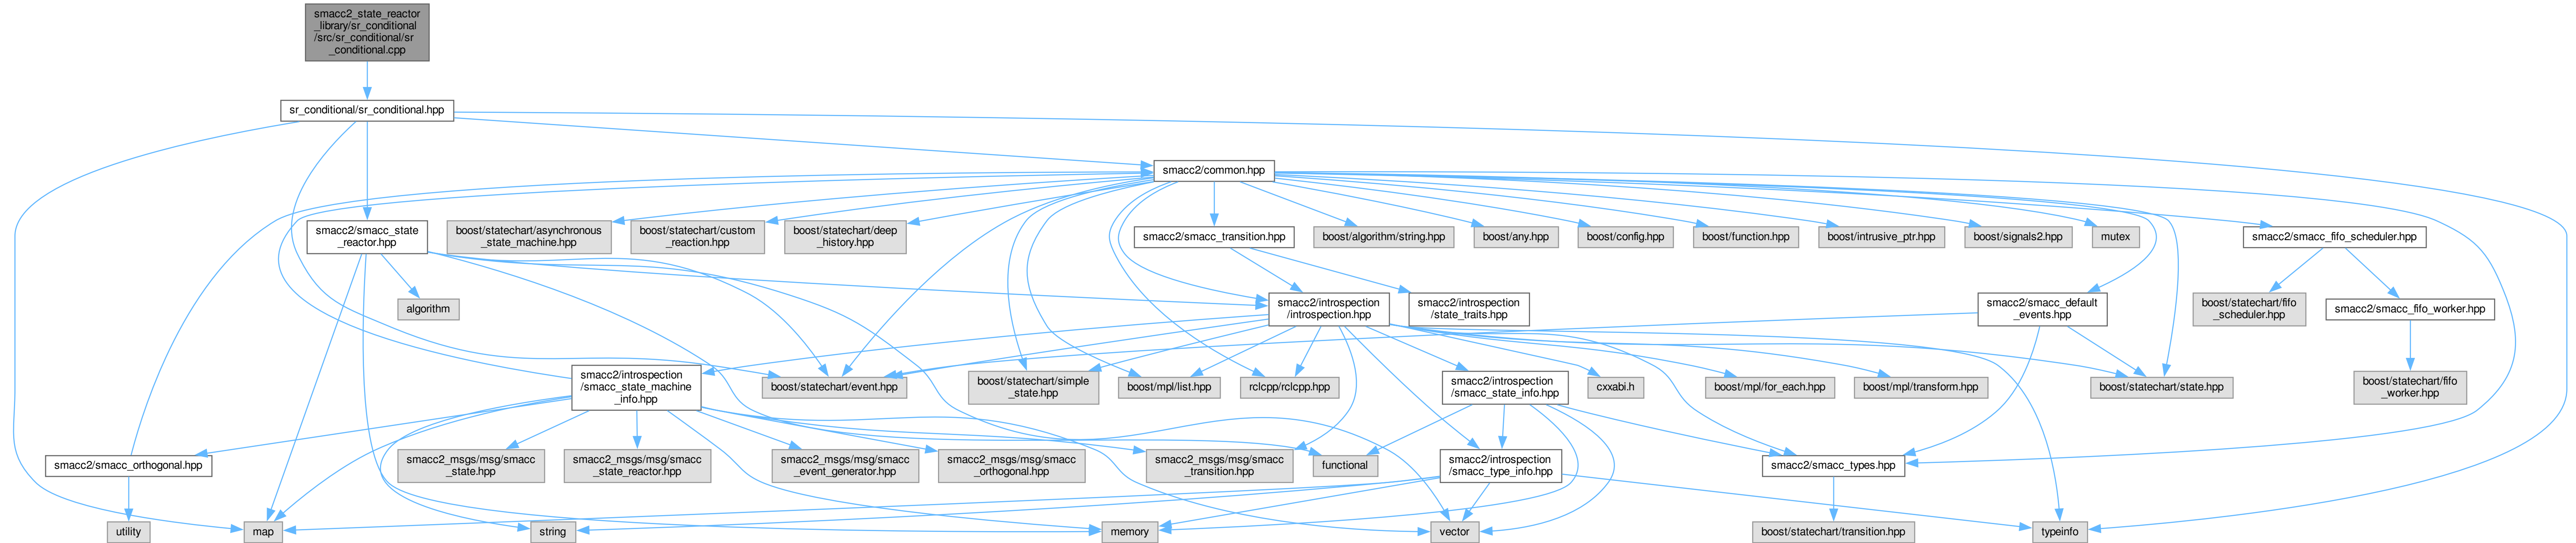 smacc2_state_reactor
_library/sr_conditional
/src/sr_conditional/sr
_conditional.cpp
sr_conditional/sr_conditional.hpp
smacc2/common.hpp
smacc2/smacc_state
_reactor.hpp
boost/statechart/asynchronous
_state_machine.hpp
boost/statechart/custom
_reaction.hpp
boost/statechart/deep
_history.hpp
smacc2/smacc_transition.hpp
boost/algorithm/string.hpp
boost/any.hpp
boost/config.hpp
boost/function.hpp
boost/intrusive_ptr.hpp
boost/signals2.hpp
mutex
smacc2/smacc_fifo_scheduler.hpp
algorithm
smacc2/introspection
/introspection.hpp
smacc2/introspection
/state_traits.hpp
smacc2/smacc_default
_events.hpp
boost/statechart/fifo
_scheduler.hpp
smacc2/smacc_fifo_worker.hpp
smacc2/introspection
/smacc_state_machine
_info.hpp
boost/statechart/event.hpp
boost/statechart/simple
_state.hpp
boost/mpl/list.hpp
rclcpp/rclcpp.hpp
smacc2/introspection
/smacc_state_info.hpp
cxxabi.h
boost/mpl/for_each.hpp
boost/mpl/transform.hpp
boost/statechart/state.hpp
boost/statechart/fifo
_worker.hpp
smacc2/smacc_orthogonal.hpp
smacc2_msgs/msg/smacc
_state.hpp
smacc2_msgs/msg/smacc
_state_reactor.hpp
smacc2_msgs/msg/smacc
_event_generator.hpp
smacc2_msgs/msg/smacc
_orthogonal.hpp
smacc2_msgs/msg/smacc
_transition.hpp
functional
smacc2/introspection
/smacc_type_info.hpp
smacc2/smacc_types.hpp
utility
map
string
memory
vector
boost/statechart/transition.hpp
typeinfo